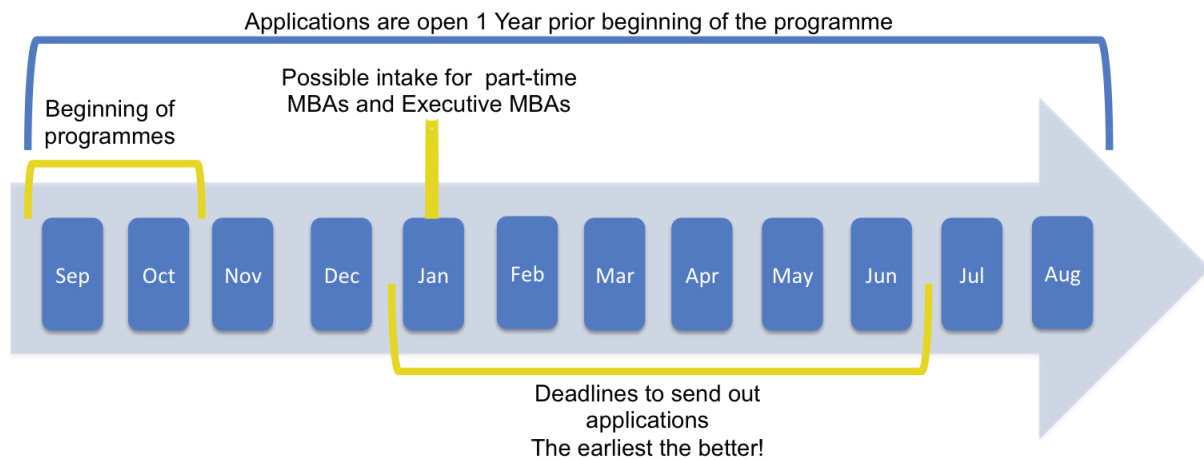 Applications are open 1 Year prior beginning of the programme
Possible intake for part-time
MBAs and Executive MBAs
Beginning of
programmes
Sep
Oct
Nov
Dec
Jan
Feb
Mar
Apr
May
Jun
Jul
Aug
Deadlines to send out
applications
The earliest the better!